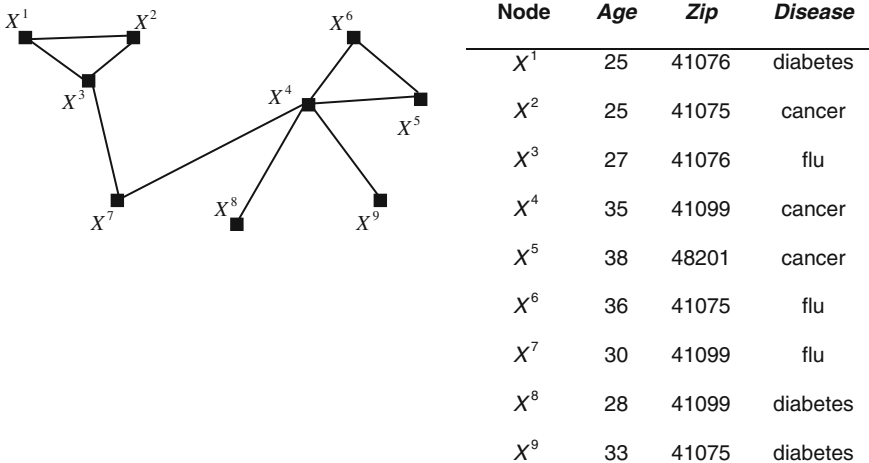 X¹ X² X⁶
X³ X⁴ X⁵
X⁷ X⁸ X⁹
Node Age Zip Disease
X¹ 25 41076 diabetes
X² 25 41075 cancer
X³ 27 41076 flu
X⁴ 35 41099 cancer
X⁵ 38 48201 cancer
X⁶ 36 41075 flu
X⁷ 30 41099 flu
X⁸ 28 41099 diabetes
X⁹ 33 41075 diabetes